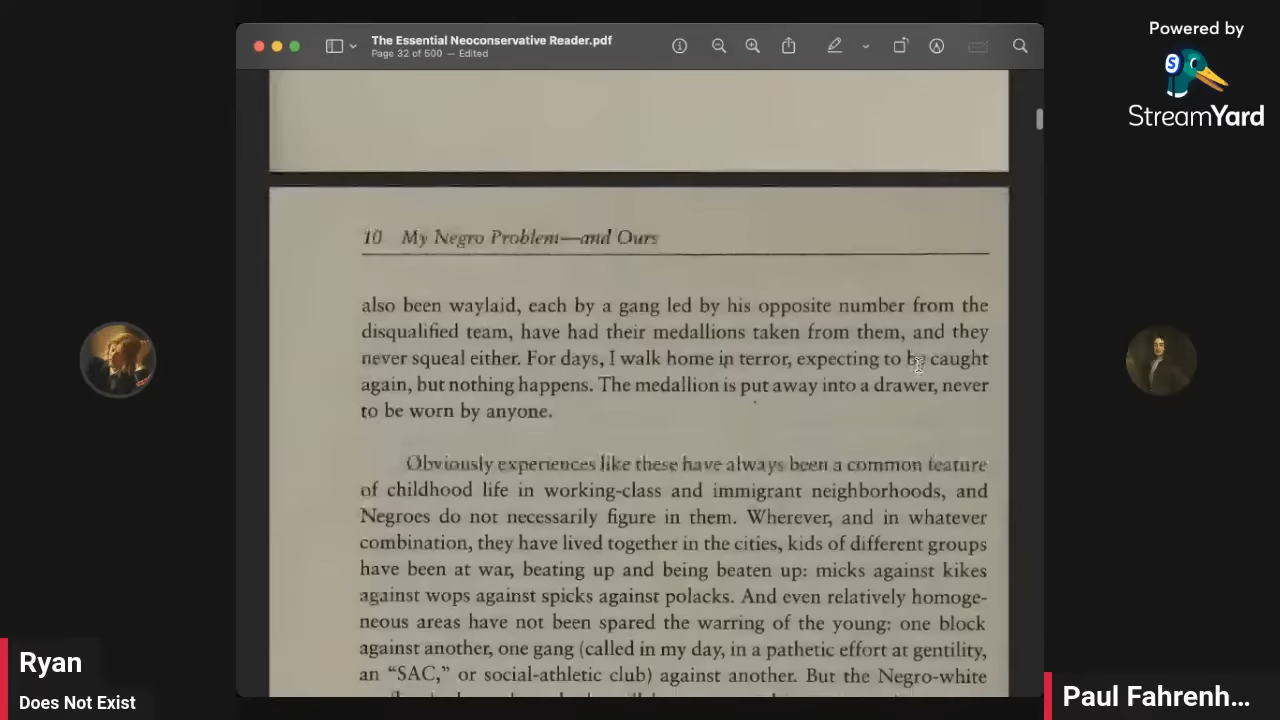 The Essential Neoconservative Reader.pdf
Page 32 of 500 — Edited
Powered by
S
StreamYard
10 My Negro Problem—and Ours
also been waylaid, each by a gang led by his opposite number from the
disqualified team, have had their medallions taken from them, and they
never squeal either. For days, I walk home in terror, expecting to be caught
again, but nothing happens. The medallion is put away into a drawer, never
to be worn by anyone.
Obviously experiences like these have always been a common feature
of childhood life in working-class and immigrant neighborhoods, and
Negroes do not necessarily figure in them. Wherever, and in whatever
combination, they have lived together in the cities, kids of different groups
have been at war, beating up and being beaten up: micks against kikes
against wops against spicks against polacks. And even relatively homoge-
neous areas have not been spared the warring of the young: one block
against another, one gang (called in my day, in a pathetic effort at gentility,
an “SAC,” or social-athletic club) against another. But the Negro-white
Ryan
Does Not Exist
Paul Fahrenh...